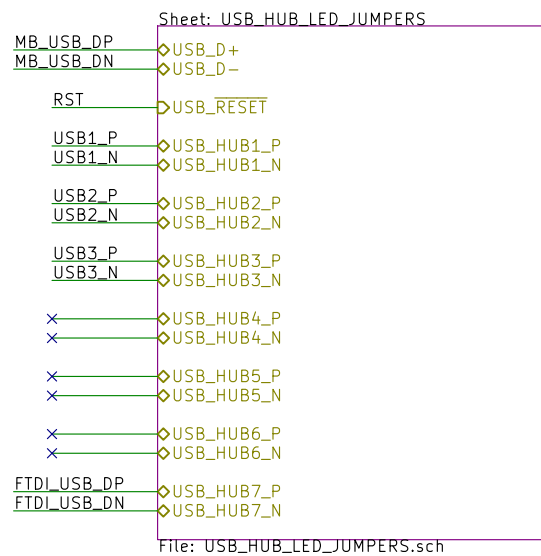 Sheet: USB_HUB_LED_JUMPERS
MB_USB_DP USB_D+
MB_USB_DN USB_D-
RST USB_RESET
USB1_P USB_HUB1_P
USB1_N USB_HUB1_N
USB2_P USB_HUB2_P
USB2_N USB_HUB2_N
USB3_P USB_HUB3_P
USB3_N USB_HUB3_N
USB_HUB4_P
USB_HUB4_N
USB_HUB5_P
USB_HUB5_N
USB_HUB6_P
USB_HUB6_N
FTDI_USB_DP USB_HUB7_P
FTDI_USB_DN USB_HUB7_N
File: USB_HUB_LED_JUMPERS.sch